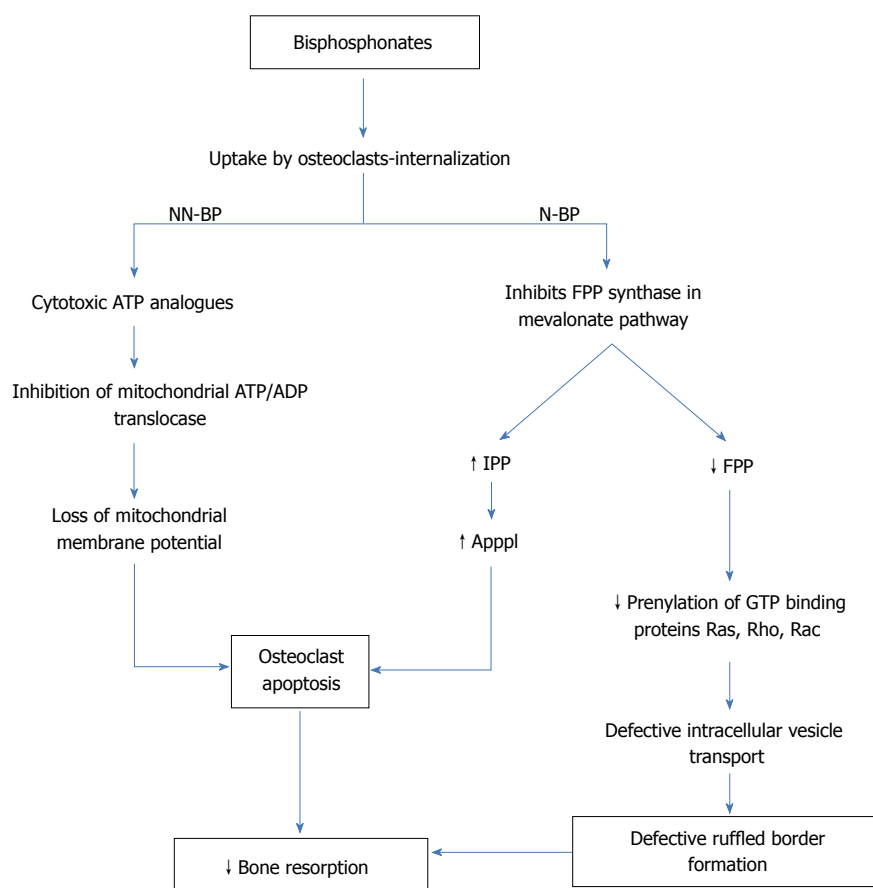 Bisphosphonates
Uptake by osteoclasts-internalization
NN-BP
N-BP
Cytotoxic ATP analogues
Inhibits FPP synthase in
mevalonate pathway
Inhibition of mitochondrial ATP/ADP
translocase
↑ IPP
↓ FPP
Loss of mitochondrial
membrane potential
↑ Apppl
↓ Prenylation of GTP binding
proteins Ras, Rho, Rac
Osteoclast
apoptosis
Defective intracellular vesicle
transport
Defective ruffled border
formation
↓ Bone resorption